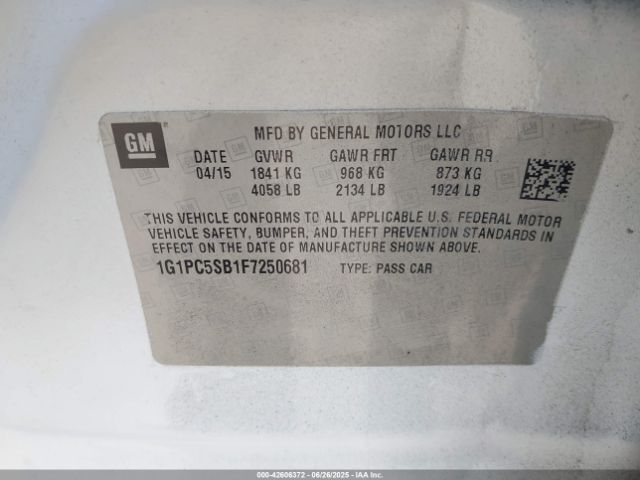 GM
MFD BY GENERAL MOTORS LLC
DATE GVWR GAWR FRT GAWR RR
04/15 1841 KG 968 KG 873 KG
4058 LB 2134 LB 1924 LB
THIS VEHICLE CONFORMS TO ALL APPLICABLE U.S. FEDERAL MOTOR
VEHICLE SAFETY, BUMPER, AND THEFT PREVENTION STANDARDS IN
EFFECT ON THE DATE OF MANUFACTURE SHOWN ABOVE.
1G1PC5SB1F7250681 TYPE: PASS CAR
000-42606372 06/26/2025 IAAI.COM